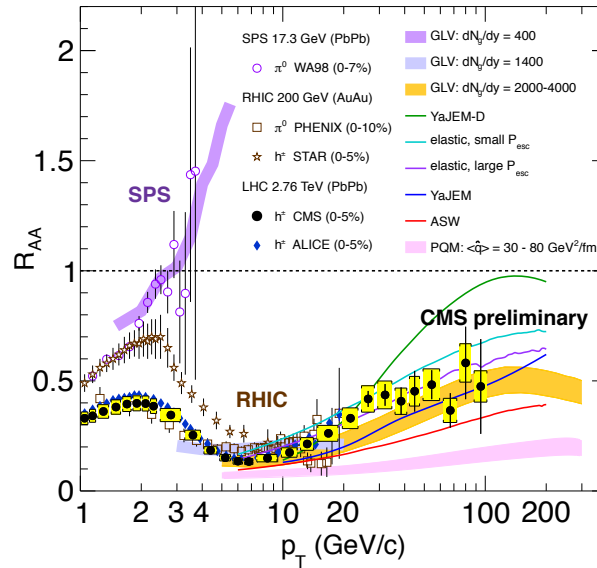 2
1.5
1
0.5
0
R_AA
1
2
3
4
10
20
100
200
p_T (GeV/c)
SPS 17.3 GeV (PbPb)
π⁰ WA98 (0-7%)
RHIC 200 GeV (AuAu)
π⁰ PHENIX (0-10%)
h± STAR (0-5%)
LHC 2.76 TeV (PbPb)
h± CMS (0-5%)
h± ALICE (0-5%)
GLV: dN_g/dy = 400
GLV: dN_g/dy = 1400
GLV: dN_g/dy = 2000-4000
YaJEM-D
elastic, small P_esc
elastic, large P_esc
YaJEM
ASW
PQM: <q̂> = 30 - 80 GeV²/fm
SPS
RHIC
CMS preliminary